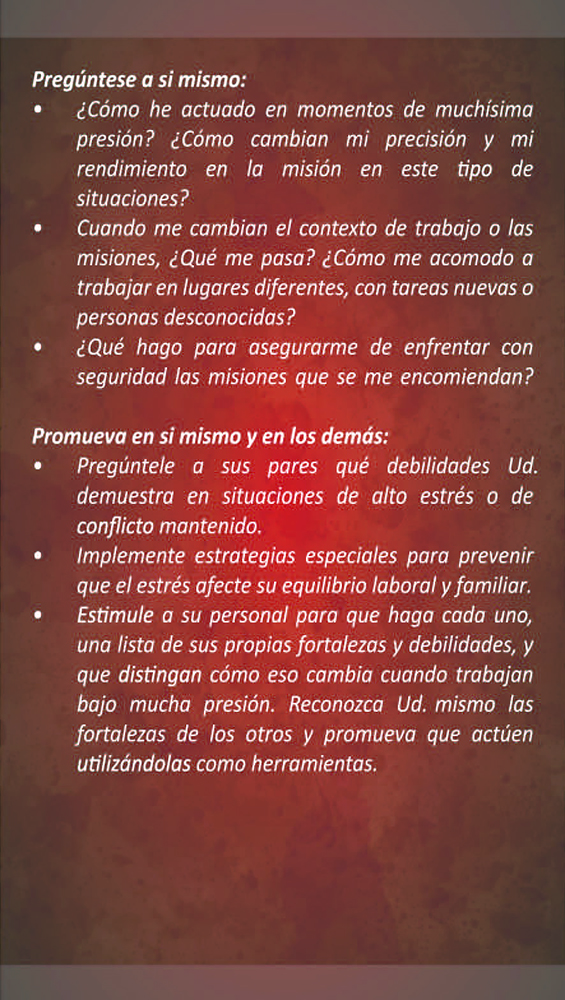 Pregúntese a si mismo:
• ¿Cómo he actuado en momentos de muchísima
presión? ¿Cómo cambian mi precisión y mi
rendimiento en la misión en este tipo de
situaciones?
• Cuando me cambian el contexto de trabajo o las
misiones, ¿Qué me pasa? ¿Cómo me acomodo a
trabajar en lugares diferentes, con tareas nuevas o
personas desconocidas?
• ¿Qué hago para asegurarme de enfrentar con
seguridad las misiones que se me encomiendan?
Promueva en si mismo y en los demás:
• Pregúntele a sus pares qué debilidades Ud.
demuestra en situaciones de alto estrés o de
conflicto mantenido.
• Implemente estrategias especiales para prevenir
que el estrés afecte su equilibrio laboral y familiar.
• Estimule a su personal para que haga cada uno,
una lista de sus propias fortalezas y debilidades, y
que distingan cómo eso cambia cuando trabajan
bajo mucha presión. Reconozca Ud. mismo las
fortalezas de los otros y promueva que actúen
utilizándolas como herramientas.